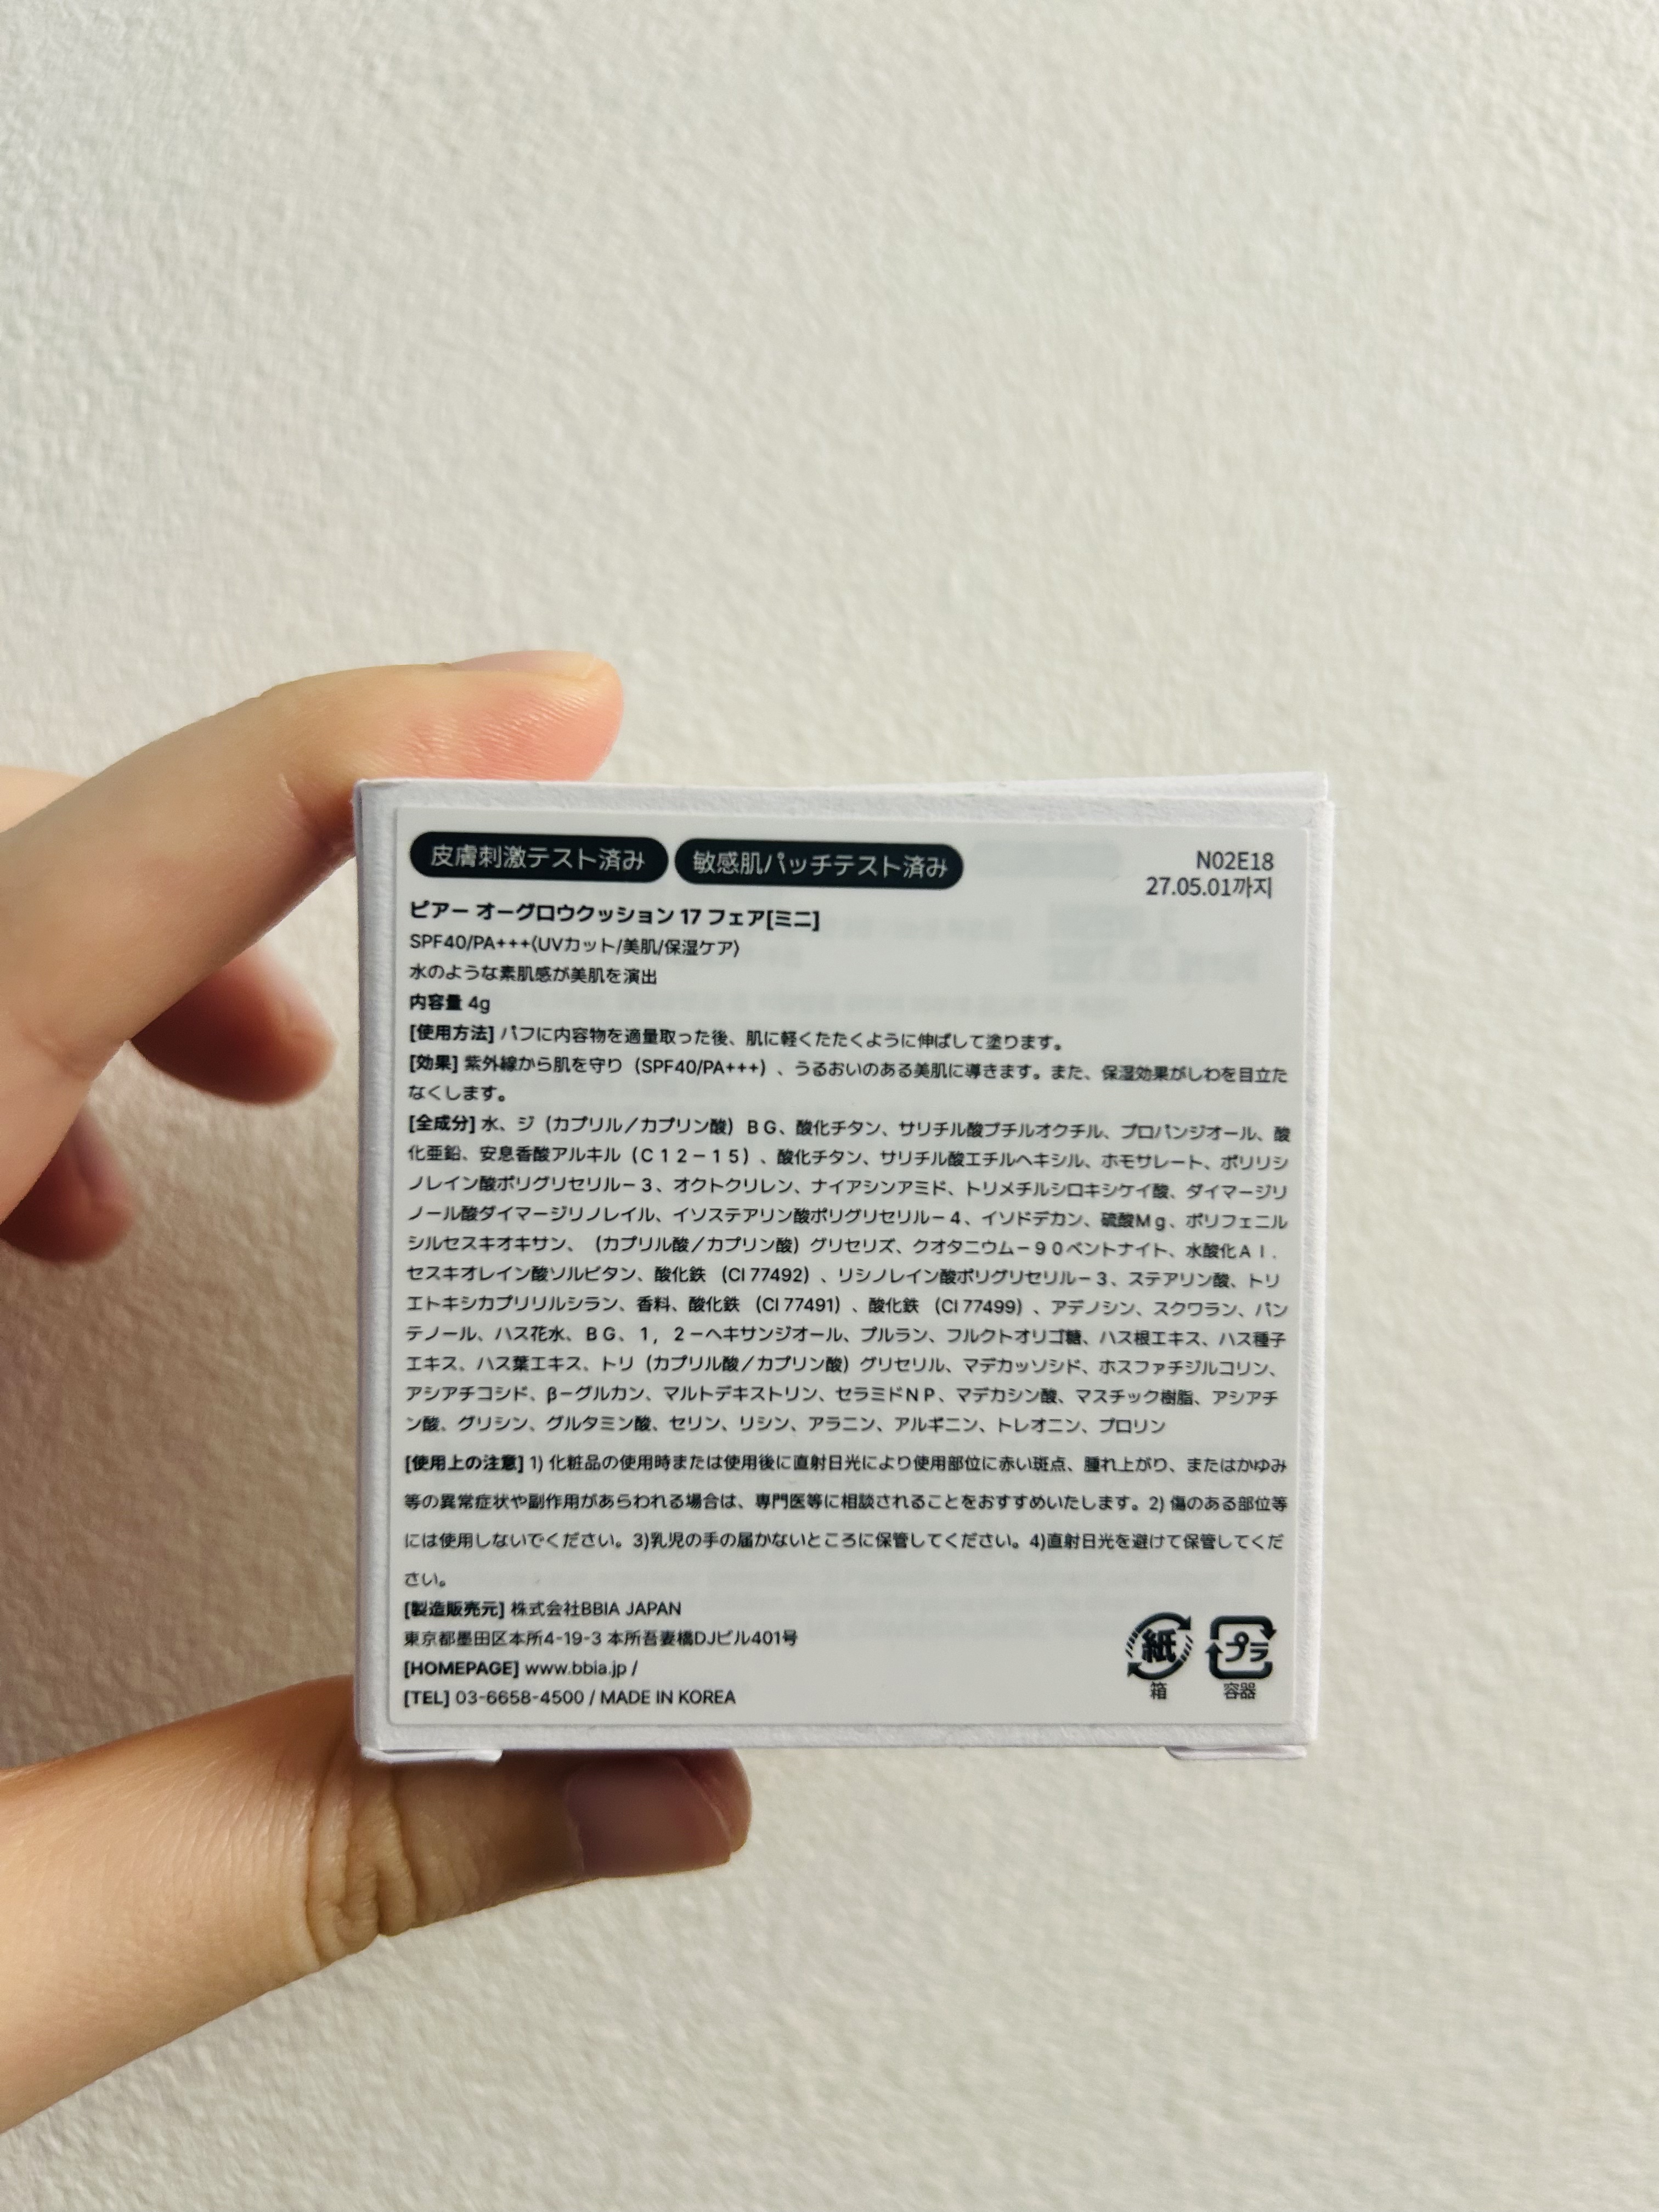 皮膚刺激テスト済み 敏感肌パッチテスト済み
N02E18
27.05.01까지
ピアー オーグロウクッション 17 フェア[ミニ]
SPF40/PA+++(UVカット/美肌/保湿ケア)
水のような素肌感が美肌を演出
内容量 4g
[使用方法] パフに内容物を適量取った後、肌に軽くたたくように伸ばして塗ります。
[効果] 紫外線から肌を守り（SPF40/PA+++）、うるおいのある美肌に導きます。また、保湿効果がしわを目立た
なくします。
[全成分] 水、ジ（カプリル／カプリン酸）ＢＧ、酸化チタン、サリチル酸ブチルオクチル、プロパンジオール、酸
化亜鉛、安息香酸アルキル（Ｃ１２－１５）、酸化チタン、サリチル酸エチルヘキシル、ホモサレート、ポリリシ
ノレイン酸ポリグリセリル－３、オクトクリレン、ナイアシンアミド、トリメチルシロキシケイ酸、ダイマージリ
ノール酸ダイマージリノレイル、イソステアリン酸ポリグリセリル－４、イソドデカン、硫酸Ｍｇ、ポリフェニル
シルセスキオキサン、（カプリル酸／カプリン酸）グリセリズ、クオタニウム－９０ベントナイト、水酸化Ａｌ．
セスキオレイン酸ソルビタン、酸化鉄 （CI 77492）、リシノレイン酸ポリグリセリル－３、ステアリン酸、トリ
エトキシカプリリルシラン、香料、酸化鉄 （CI 77491）、酸化鉄 （CI 77499）、アデノシン、スクワラン、パン
テノール、ハス花水、ＢＧ、１，２－ヘキサンジオール、プルラン、フルクトオリゴ糖、ハス根エキス、ハス種子
エキス、ハス葉エキス、トリ（カプリル酸／カプリン酸）グリセリル、マデカッソシド、ホスファチジルコリン、
アシアチコシド、β－グルカン、マルトデキストリン、セラミドＮＰ、マデカシン酸、マスチック樹脂、アシアチ
ン酸、グリシン、グルタミン酸、セリン、リシン、アラニン、アルギニン、トレオニン、プロリン
[使用上の注意] 1) 化粧品の使用時または使用後に直射日光により使用部位に赤い斑点、腫れ上がり、またはかゆみ
等の異常症状や副作用があらわれる場合は、専門医等に相談されることをおすすめいたします。2) 傷のある部位等
には使用しないでください。3)乳児の手の届かないところに保管してください。4)直射日光を避けて保管してくだ
さい。
[製造販売元] 株式会社BBIA JAPAN
東京都墨田区本所4-19-3 本所吾妻橋DJビル401号
[HOMEPAGE] www.bbia.jp /
[TEL] 03-6658-4500 / MADE IN KOREA
紙 プラ
箱 容器